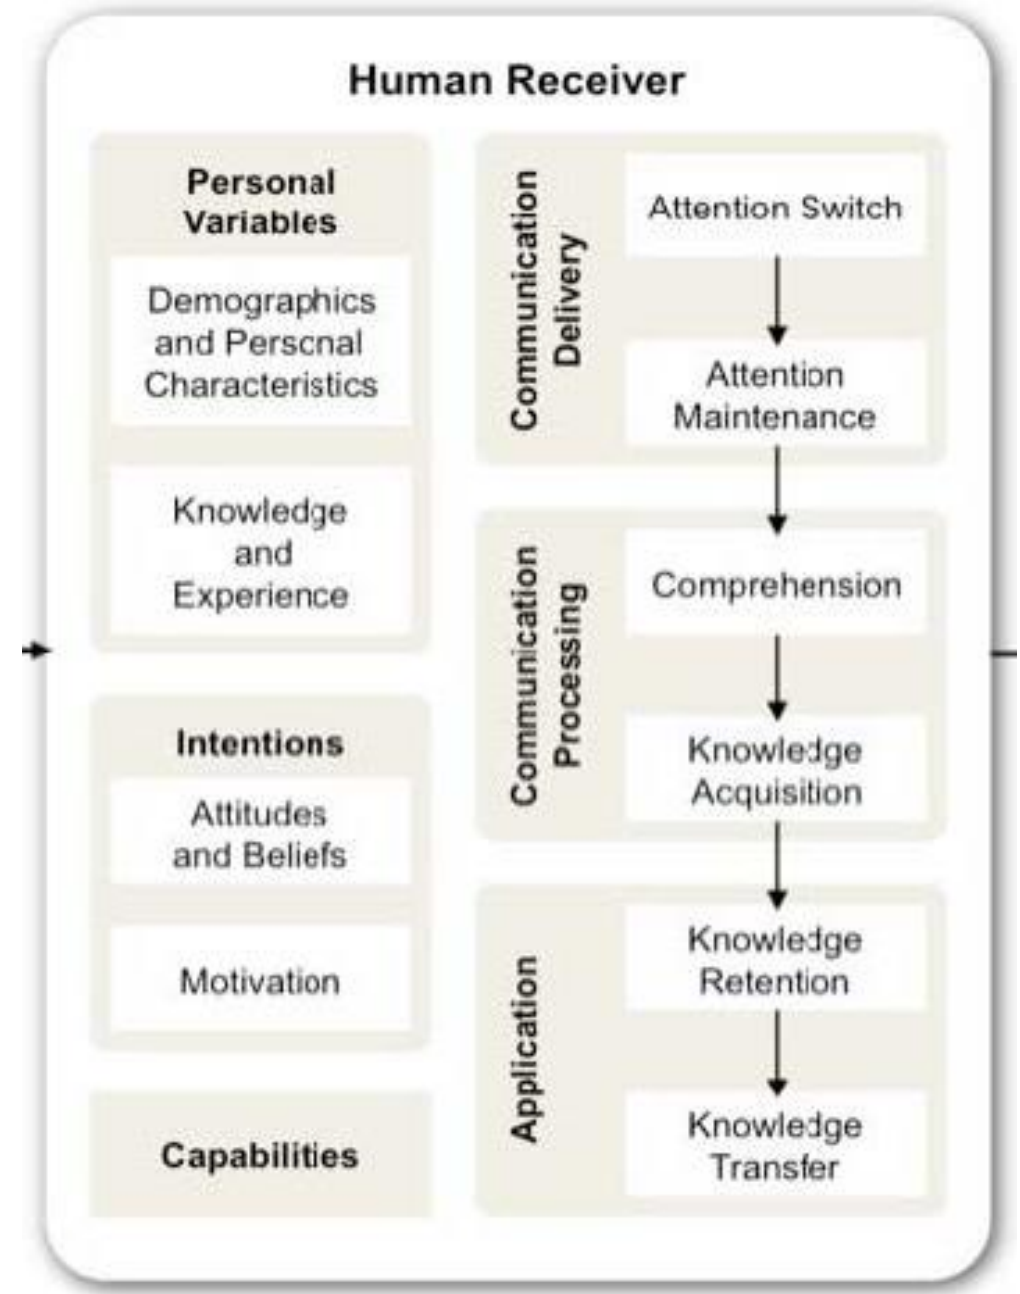 Human Receiver
Personal
Variables
Demographics
and Personal
Characteristics
Knowledge
and
Experience
Intentions
Attitudes
and Beliefs
Motivation
Capabilities
Communication
Delivery
Attention Switch
Attention
Maintenance
Communication
Processing
Comprehension
Knowledge
Acquisition
Application
Knowledge
Retention
Knowledge
Transfer